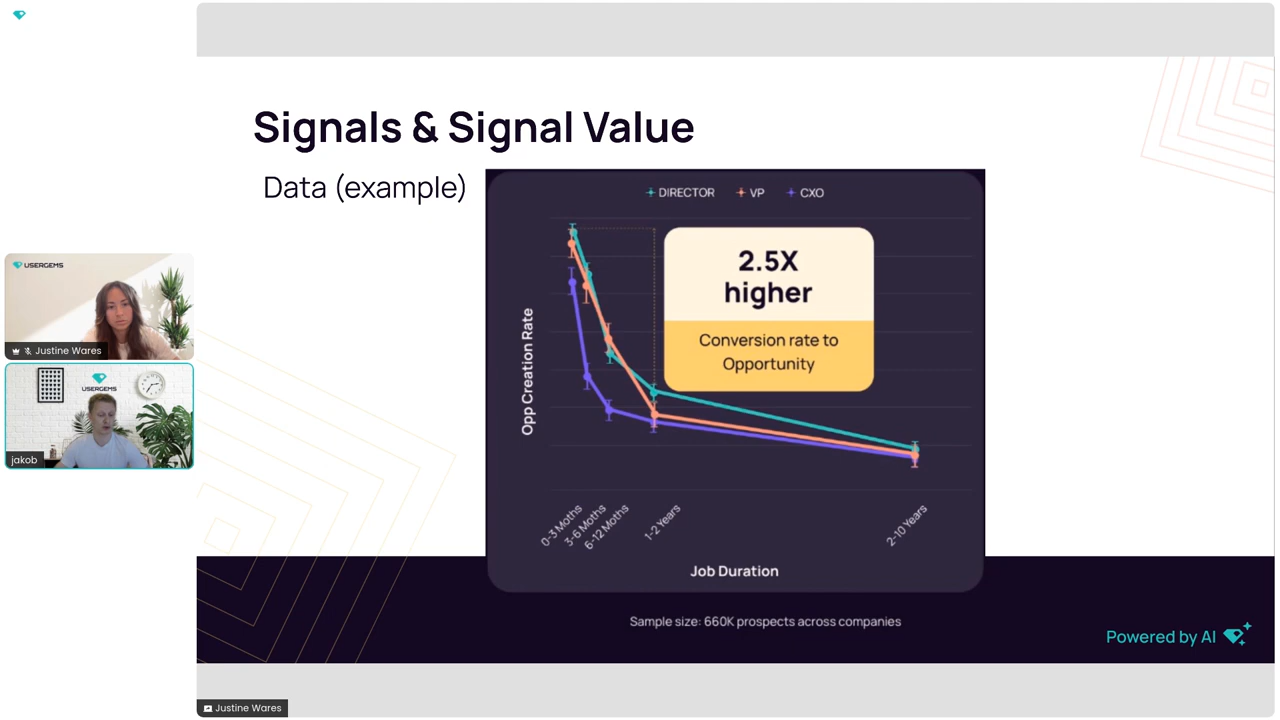 Signals & Signal Value
Data (example)
DIRECTOR
VP
CXO
2.5X
higher
Conversion rate to
Opportunity
Opp Creation Rate
0-3 Moths
3-6 Moths
6-12 Moths
1-2 Years
2-10 Years
Job Duration
Sample size: 660K prospects across companies
Powered by AI
USERGEMS
Justine Wares
USERGEMS
jakob
Justine Wares